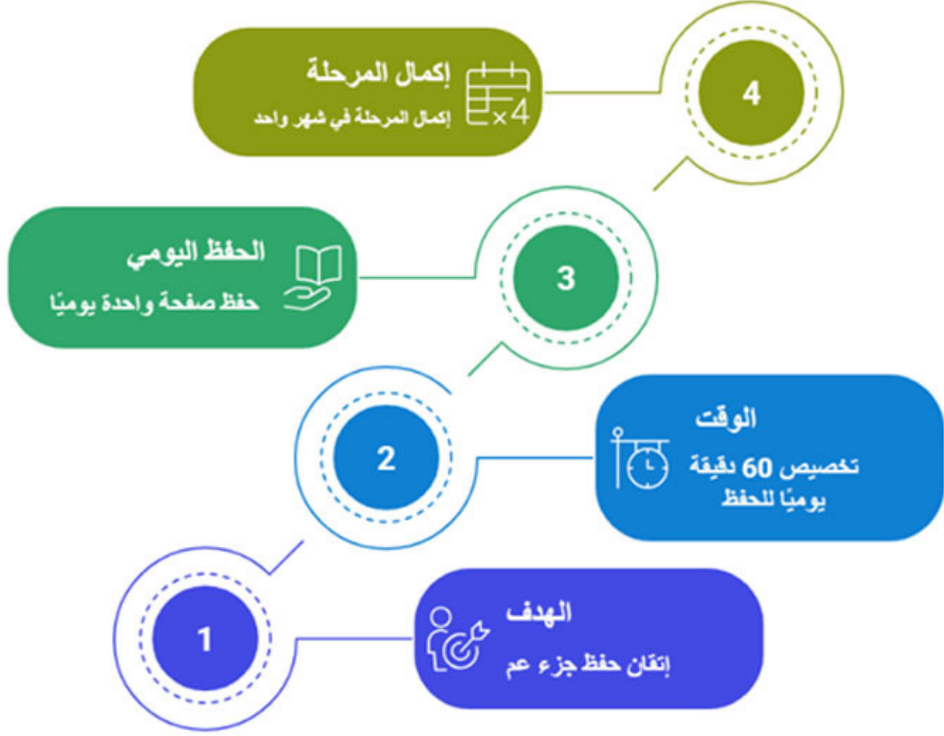 4
إكمال المرحلة
إكمال المرحلة في شهر واحد
×4
3
الحفظ اليومي
حفظ صفحة واحدة يوميًا
2
الوقت
تخصيص 60 دقيقة
يوميًا للحفظ
1
الهدف
إتقان حفظ جزء عم